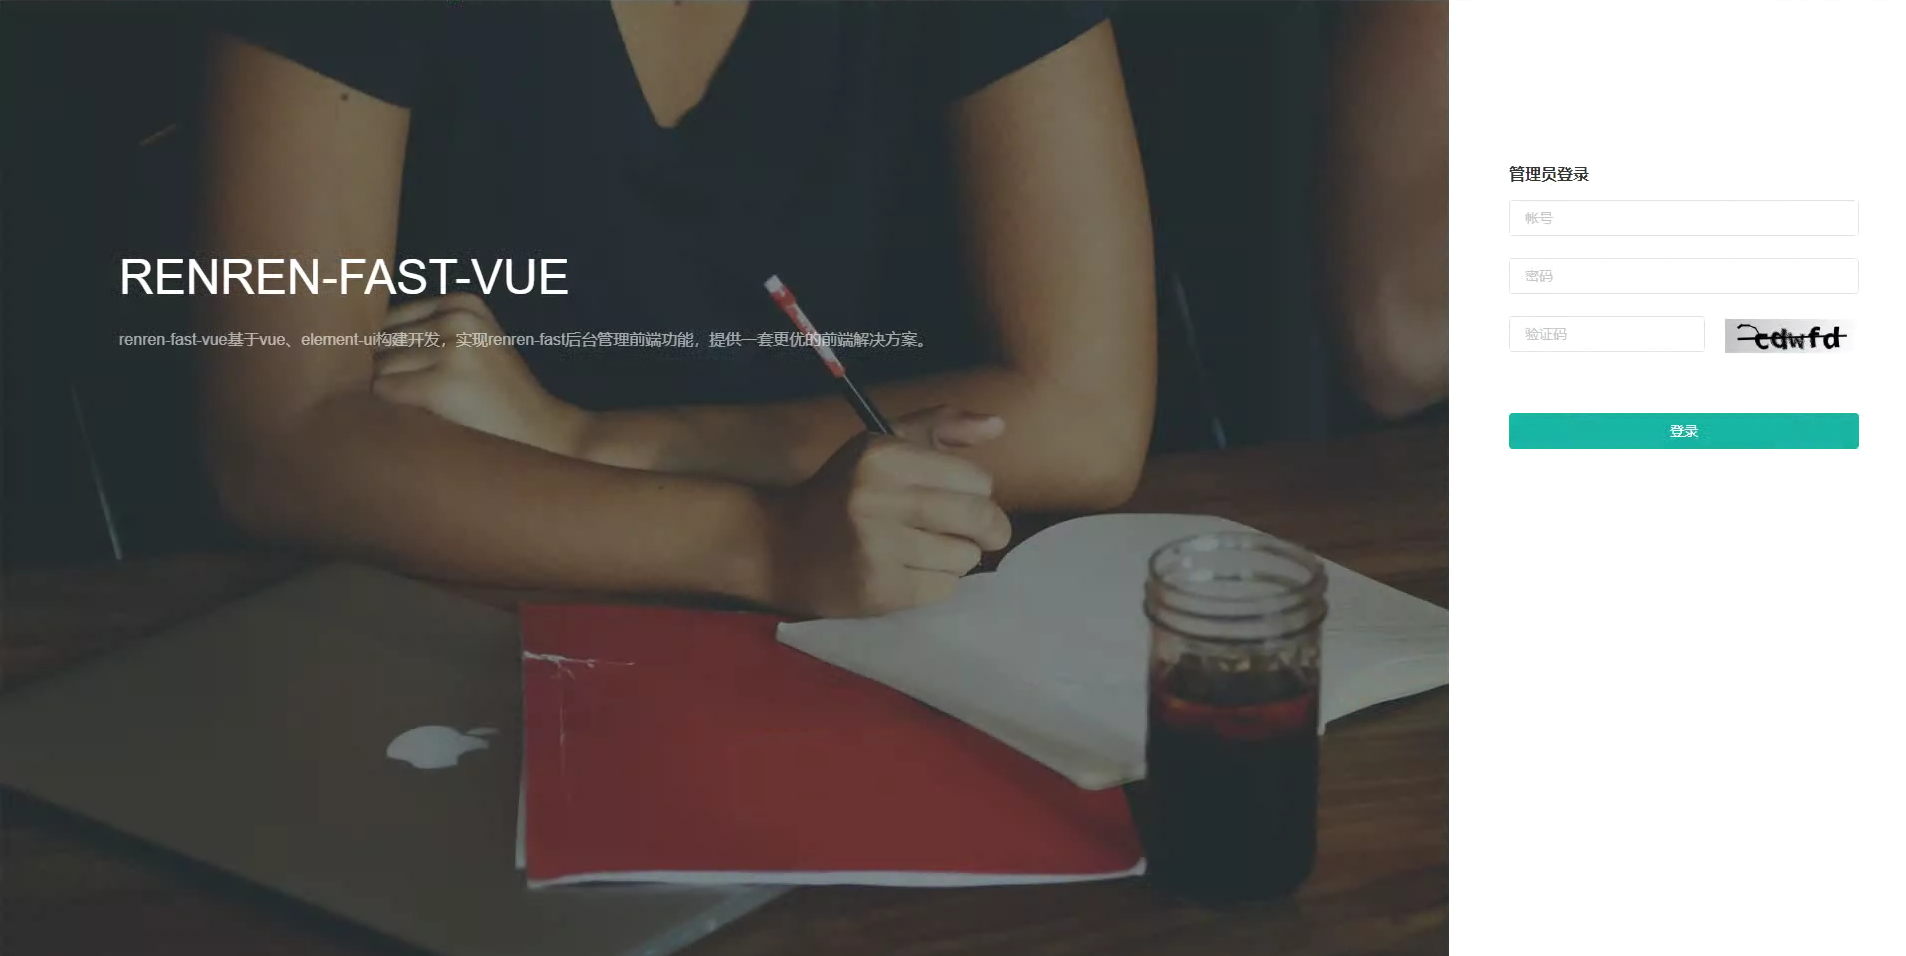 RENREN-FAST-VUE
renren-fast-vue基于vue、element-ui构建开发，实现renren-fast后台管理前端功能，提供一套更优的前端解决方案。
管理员登录
帐号
密码
验证码
登录